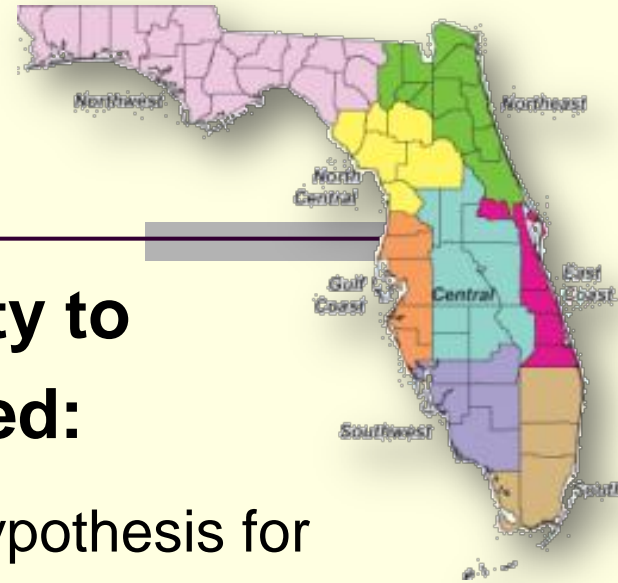 Northwest
Northeast
North
Central
Gulf
Coast
Central
East
Coast
ty to
ed:
Southwest
ypothesis for